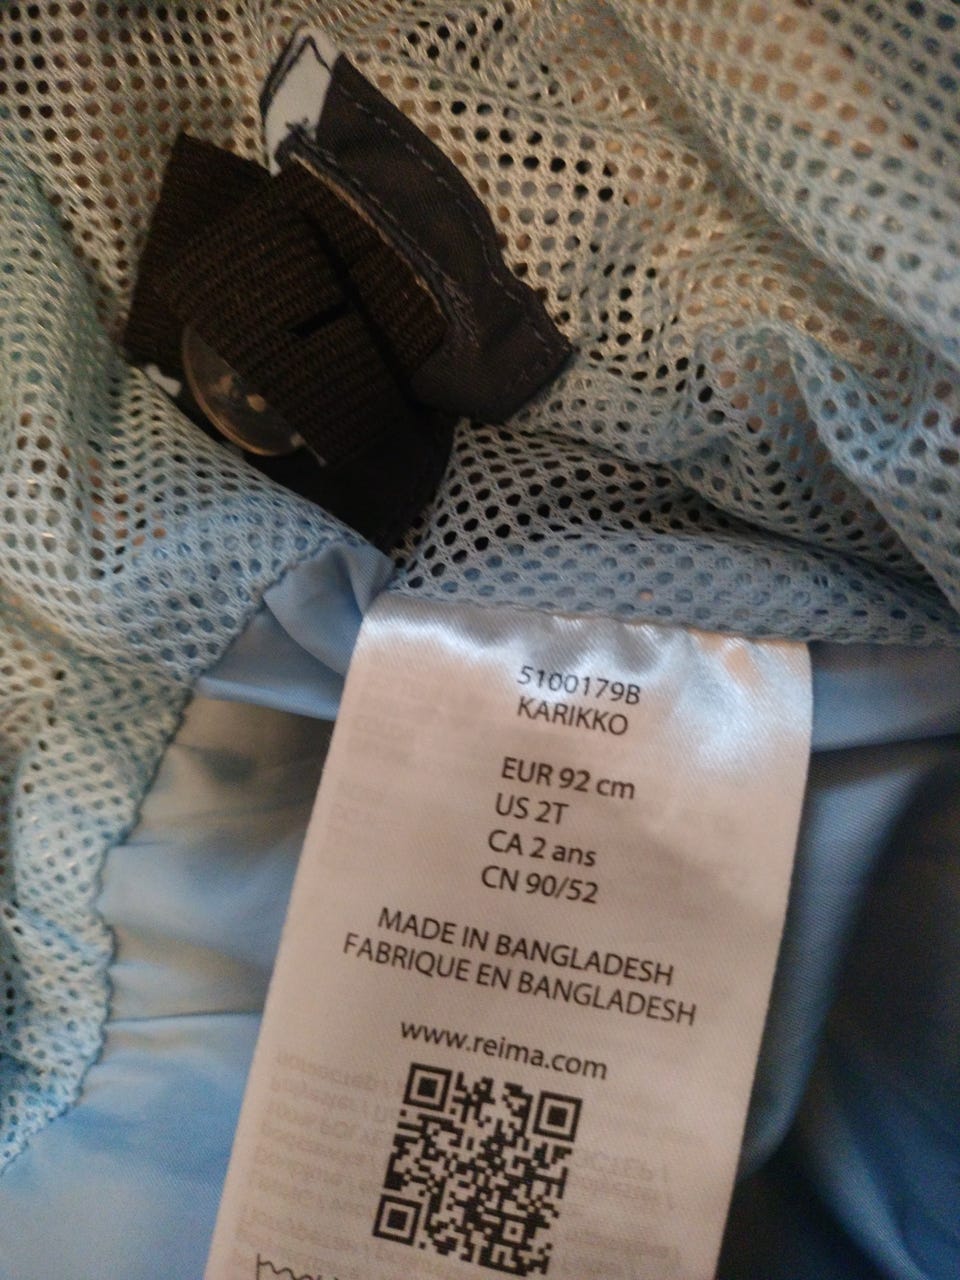 5100179B
KARIKKO
EUR 92 cm
US 2T
CA 2 ans
CN 90/52
MADE IN BANGLADESH
FABRIQUE EN BANGLADESH
www.reima.com